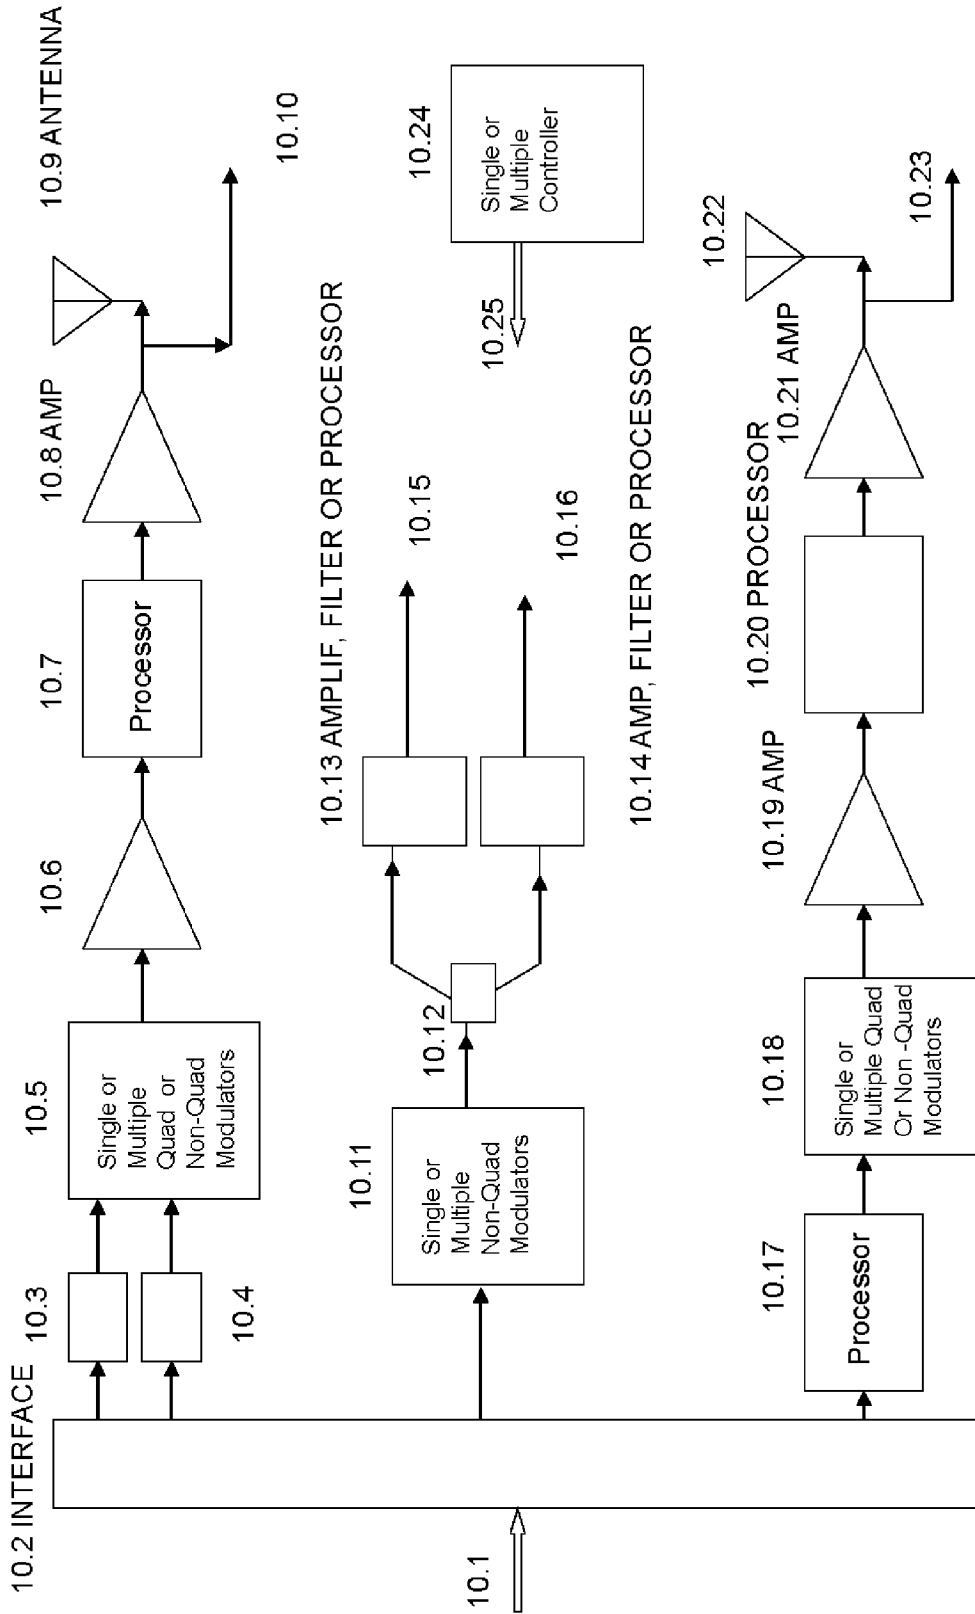 10.2 INTERFACE
10.1
10.3
10.4
10.5
Single or
Multiple
Quad or
Non-Quad
Modulators
10.6
10.7
Processor
10.8 AMP
10.9 ANTENNA
10.10
10.11
Single or
Multiple
Non-Quad
Modulators
10.12
10.13 AMPLIF, FILTER OR PROCESSOR
10.15
10.16
10.14 AMP, FILTER OR PROCESSOR
10.24
Single or
Multiple
Controller
10.25
10.17
Processor
10.18
Single or
Multiple Quad
Or Non -Quad
Modulators
10.19 AMP
10.20 PROCESSOR
10.21 AMP
10.22
10.23